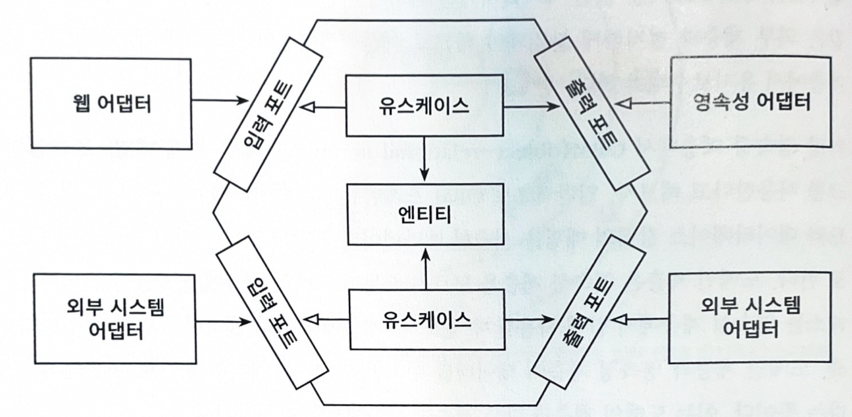 웹 어댑터
입력 포트
유스케이스
출력 포트
영속성 어댑터
엔티티
외부 시스템
어댑터
입력 포트
유스케이스
출력 포트
외부 시스템
어댑터